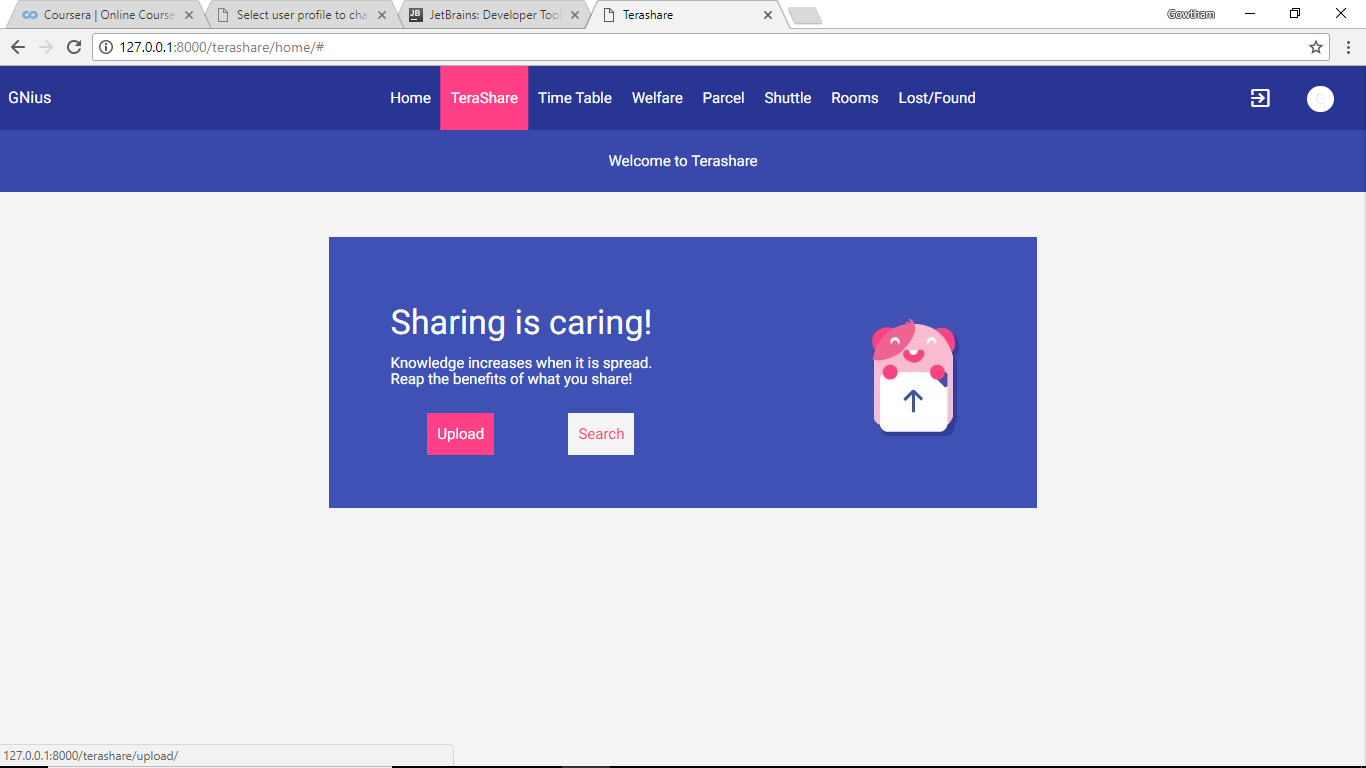 Coursera | Online Course
Select user profile to cha
JetBrains: Developer Tool
Terashare
Gowtham
127.0.0.1:8000/terashare/home/#
GNius
Home
TeraShare
Time Table
Welfare
Parcel
Shuttle
Rooms
Lost/Found
G
Welcome to Terashare
Sharing is caring!
Knowledge increases when it is spread.
Reap the benefits of what you share!
Upload
Search
127.0.0.1:8000/terashare/upload/